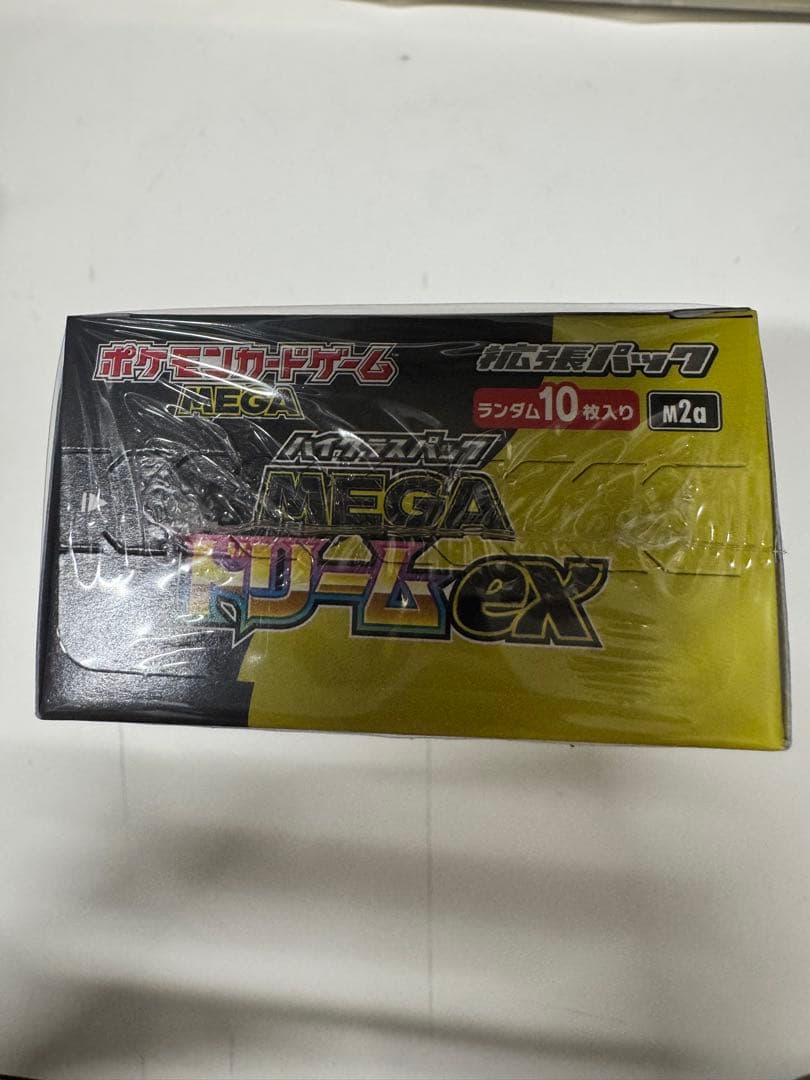 ポケモンカードゲーム
MEGA
拡張パック
ランダム10枚入り
M2a
ハイクラスパック
MEGA
ドリームex